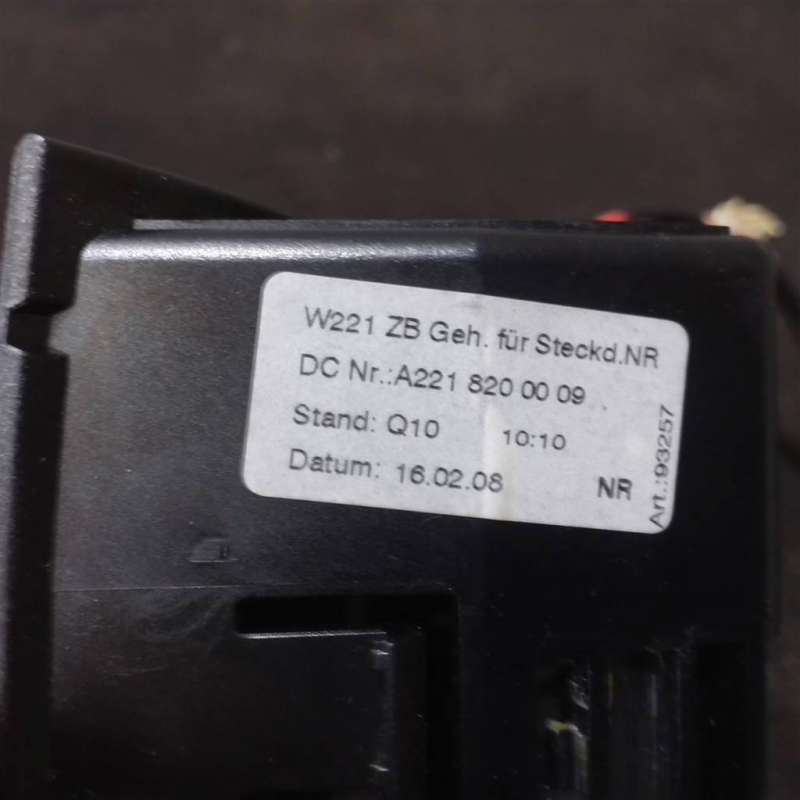 W221 ZB Geh. für Steckd.NR
DC Nr.:A221 820 00 09
Stand: Q10 10:10
Datum: 16.02.08 NR
Art.:93257